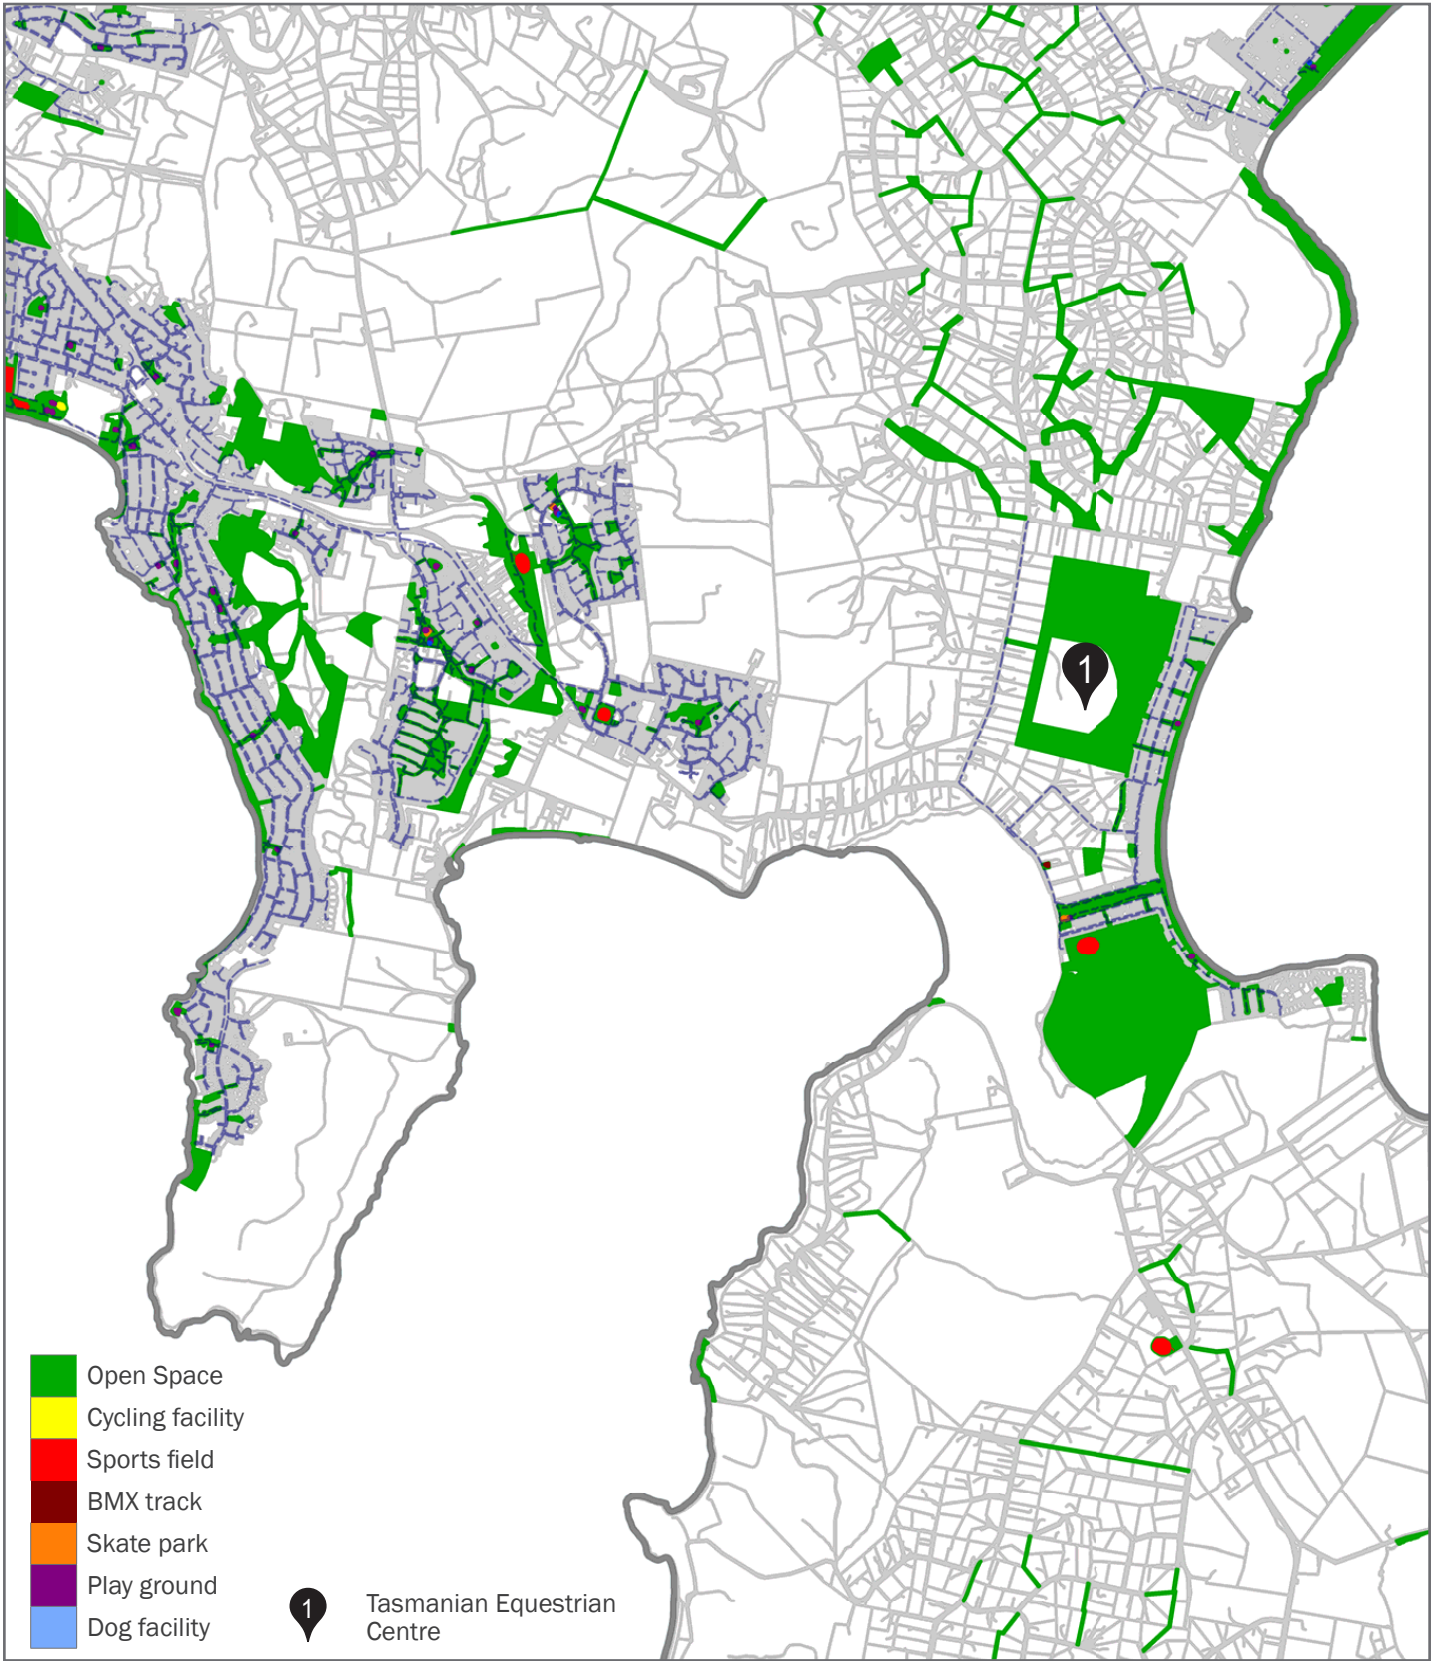 1
Open Space
Cycling facility
Sports field
BMX track
Skate park
Play ground
Dog facility
1
Tasmanian Equestrian
Centre